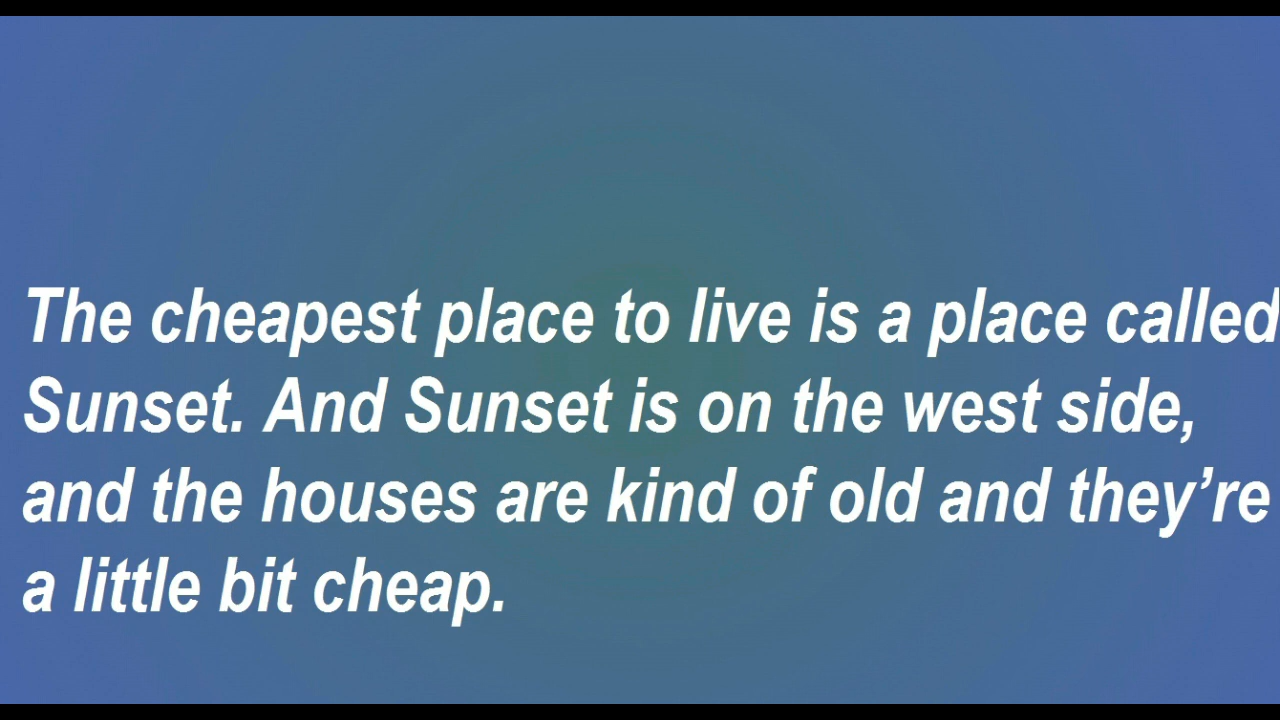 The cheapest place to live is a place called
Sunset. And Sunset is on the west side,
and the houses are kind of old and they’re
a little bit cheap.